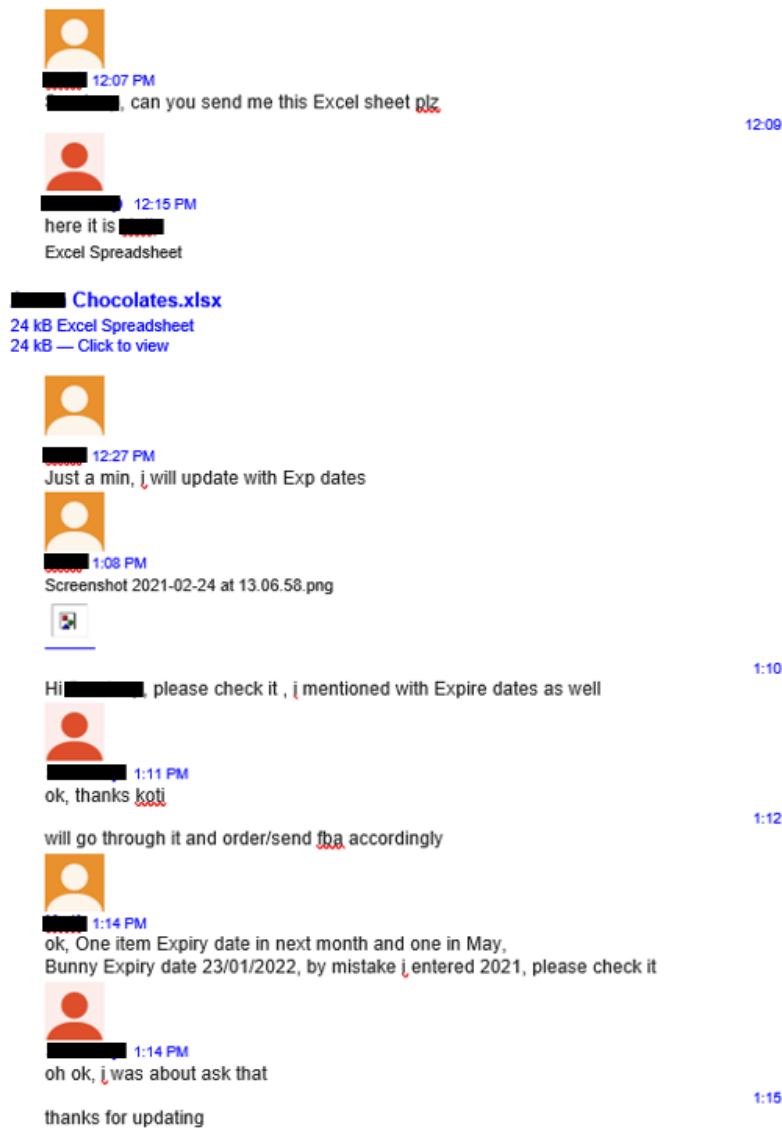 12:07 PM
, can you send me this Excel sheet plz
12:09
12:15 PM
here it is
Excel Spreadsheet
Chocolates.xlsx
24 kB Excel Spreadsheet
24 kB — Click to view
12:27 PM
Just a min, i will update with Exp dates
1:08 PM
Screenshot 2021-02-24 at 13.06.58.png
1:10
Hi , please check it , i mentioned with Expire dates as well
1:11 PM
ok, thanks koti
1:12
will go through it and order/send fba accordingly
1:14 PM
ok, One item Expiry date in next month and one in May,
Bunny Expiry date 23/01/2022, by mistake i entered 2021, please check it
1:14 PM
oh ok, i was about ask that
1:15
thanks for updating